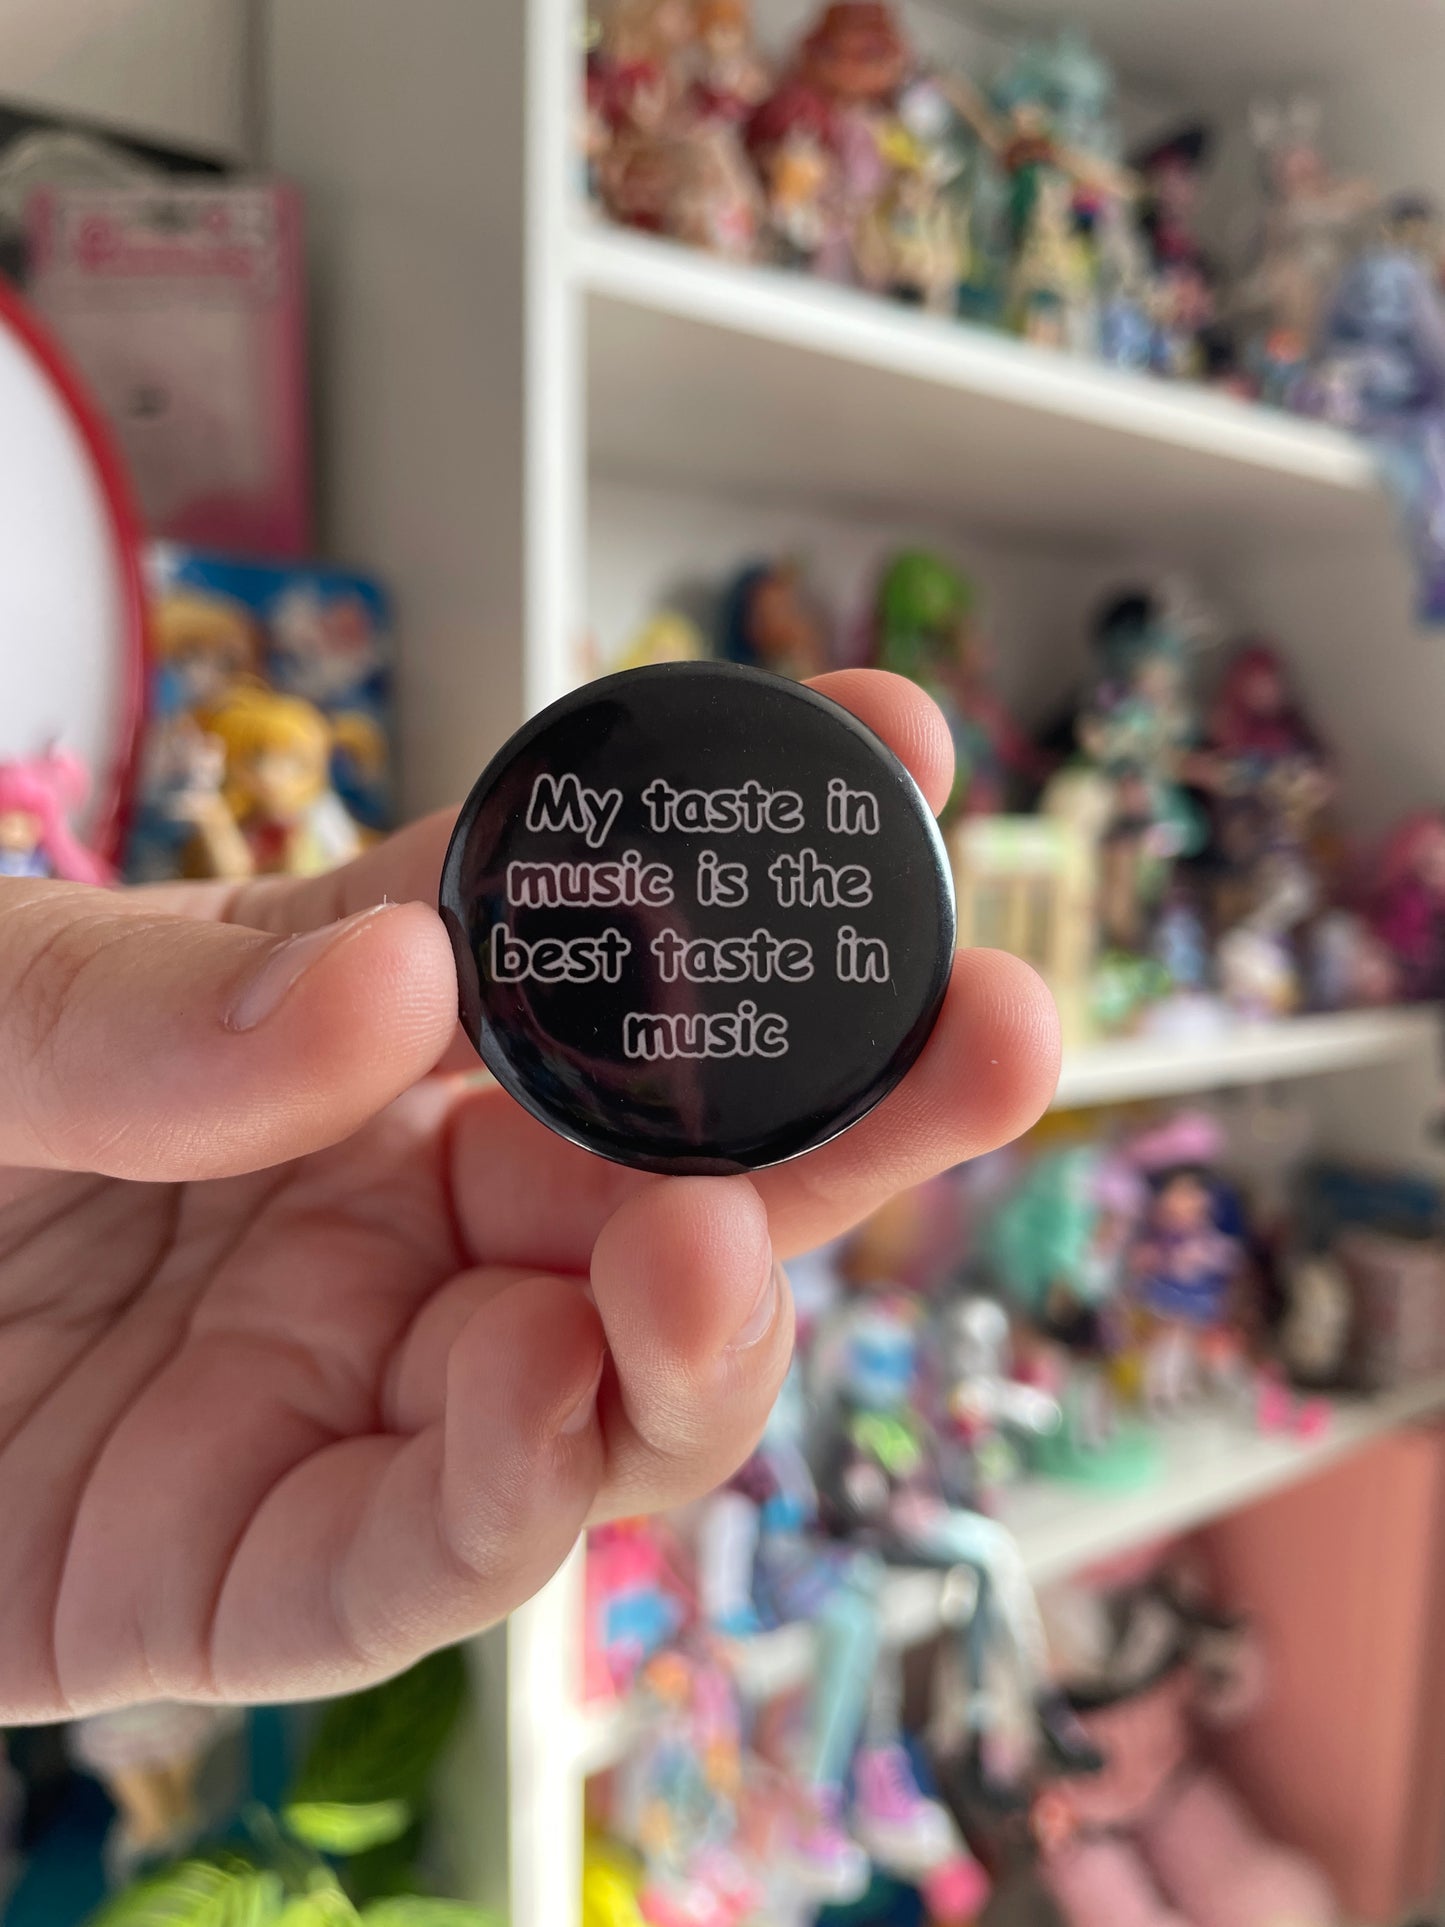 My taste in
music is the
best taste in
music